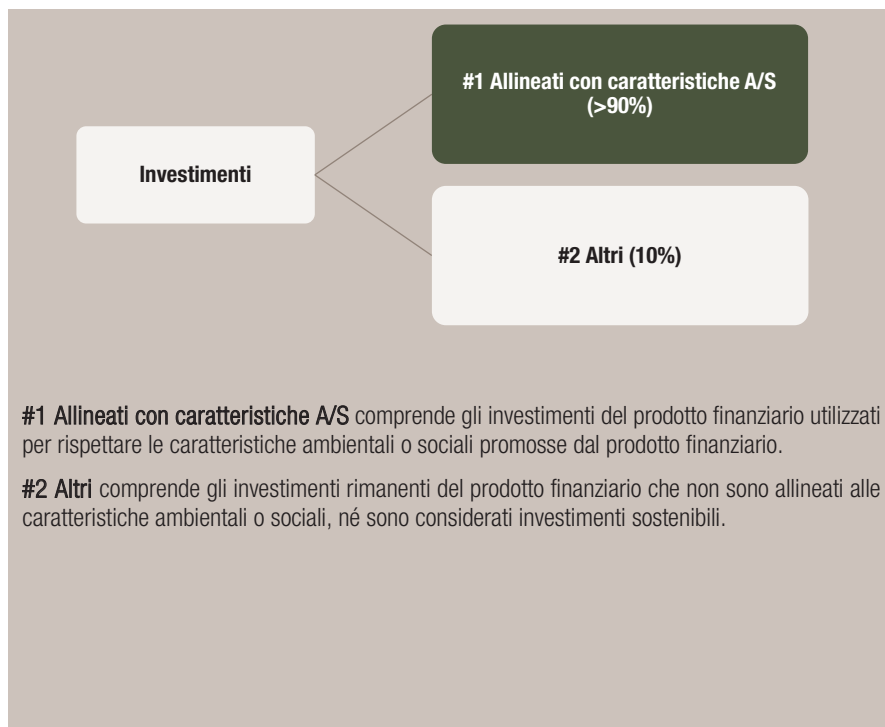 #1 Allineati con caratteristiche A/S
(>90%)
Investimenti
#2 Altri (10%)
#1 Allineati con caratteristiche A/S comprende gli investimenti del prodotto finanziario utilizzati
per rispettare le caratteristiche ambientali o sociali promosse dal prodotto finanziario.
#2 Altri comprende gli investimenti rimanenti del prodotto finanziario che non sono allineati alle
caratteristiche ambientali o sociali, né sono considerati investimenti sostenibili.